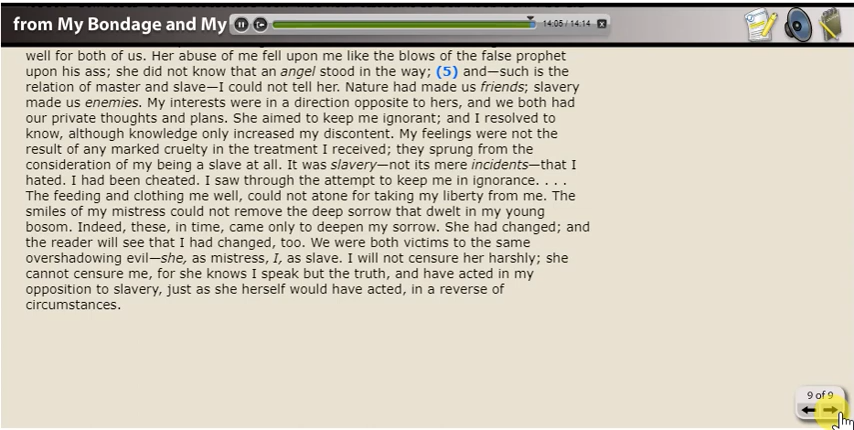 from My Bondage and My
14:05 / 14:14
well for both of us. Her abuse of me fell upon me like the blows of the false prophet
upon his ass; she did not know that an angel stood in the way; (5) and—such is the
relation of master and slave—I could not tell her. Nature had made us friends; slavery
made us enemies. My interests were in a direction opposite to hers, and we both had
our private thoughts and plans. She aimed to keep me ignorant; and I resolved to
know, although knowledge only increased my discontent. My feelings were not the
result of any marked cruelty in the treatment I received; they sprung from the
consideration of my being a slave at all. It was slavery—not its mere incidents—that I
hated. I had been cheated. I saw through the attempt to keep me in ignorance. . . .
The feeding and clothing me well, could not atone for taking my liberty from me. The
smiles of my mistress could not remove the deep sorrow that dwelt in my young
bosom. Indeed, these, in time, came only to deepen my sorrow. She had changed; and
the reader will see that I had changed, too. We were both victims to the same
overshadowing evil—she, as mistress, I, as slave. I will not censure her harshly; she
cannot censure me, for she knows I speak but the truth, and have acted in my
opposition to slavery, just as she herself would have acted, in a reverse of
circumstances.
9 of 9